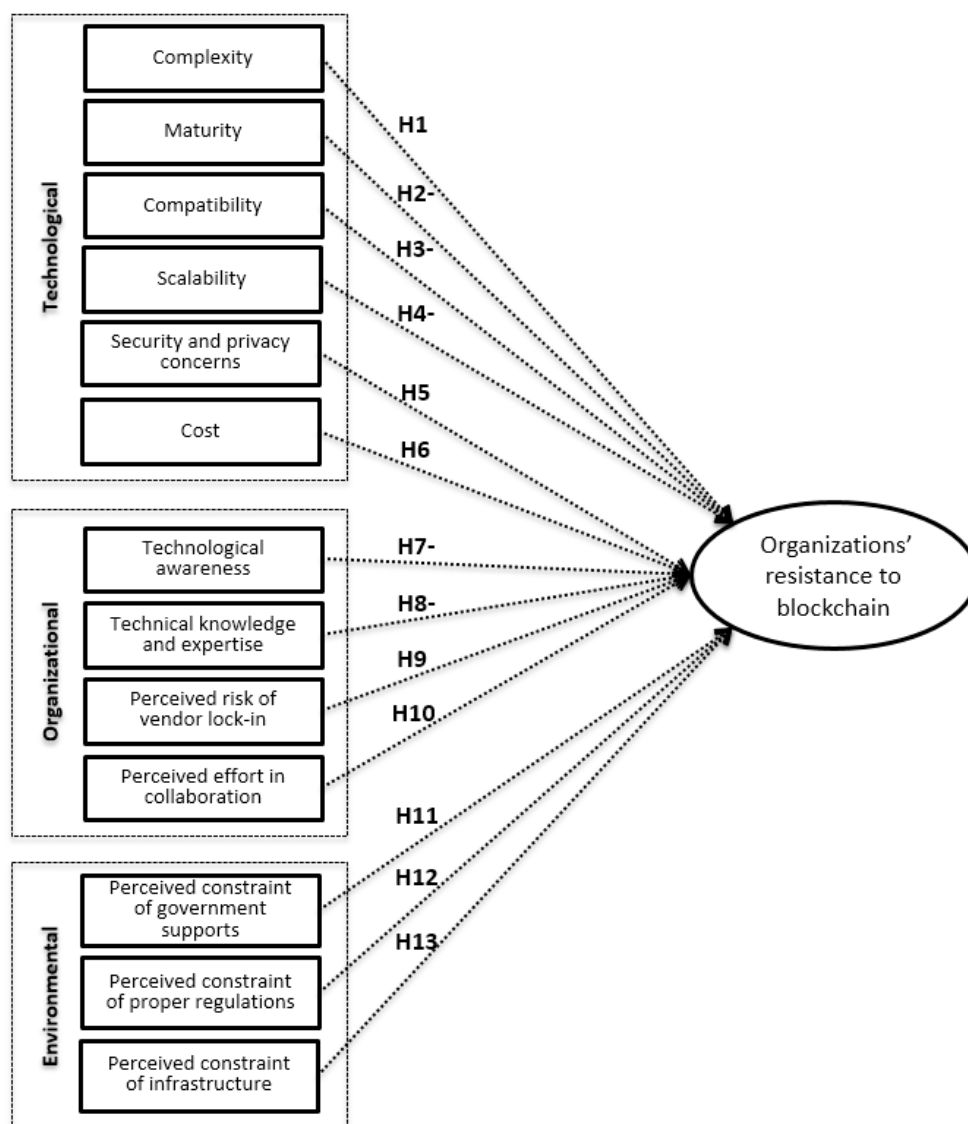 Technological
Complexity
Maturity
Compatibility
Scalability
Security and privacy
concerns
Cost
H1
H2-
H3-
H4-
H5
H6
Organizational
Technological
awareness
Technical knowledge
and expertise
Perceived risk of
vendor lock-in
Perceived effort in
collaboration
H7-
H8-
H9
H10
Environmental
Perceived constraint
of government
supports
Perceived constraint
of proper regulations
Perceived constraint
of infrastructure
H11
H12
H13
Organizations’
resistance to
blockchain